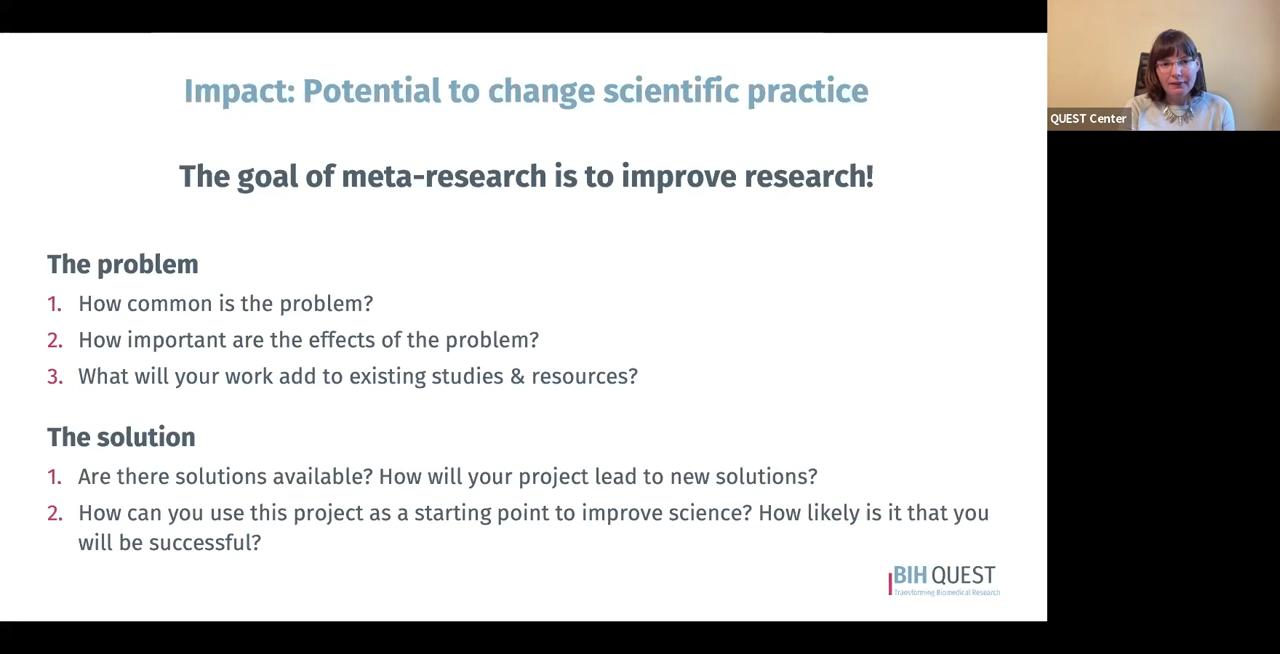 Impact: Potential to change scientific practice
The goal of meta-research is to improve research!
The problem
1. How common is the problem?
2. How important are the effects of the problem?
3. What will your work add to existing studies & resources?
The solution
1. Are there solutions available? How will your project lead to new solutions?
2. How can you use this project as a starting point to improve science? How likely is it that you
will be successful?
BIH QUEST
Transforming Biomedical Research
QUEST Center